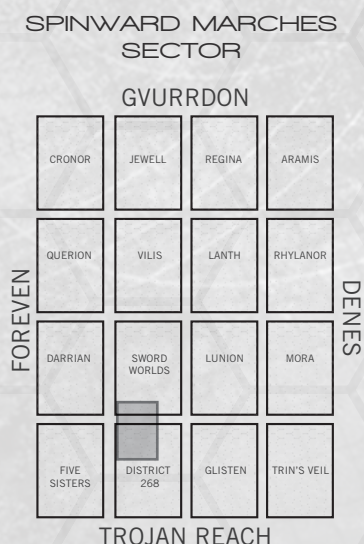 SPINWARD MARCHES
SECTOR
GVURRDON
CRONOR
JEWELL
REGINA
ARAMIS
QUERION
VILIS
LANTH
RHYLANOR
FOREVEN
DENES
DARRIAN
SWORD
WORLDS
LUNION
MORA
FIVE
SISTERS
DISTRICT
268
GLISTEN
TRIN'S VEIL
TROJAN REACH